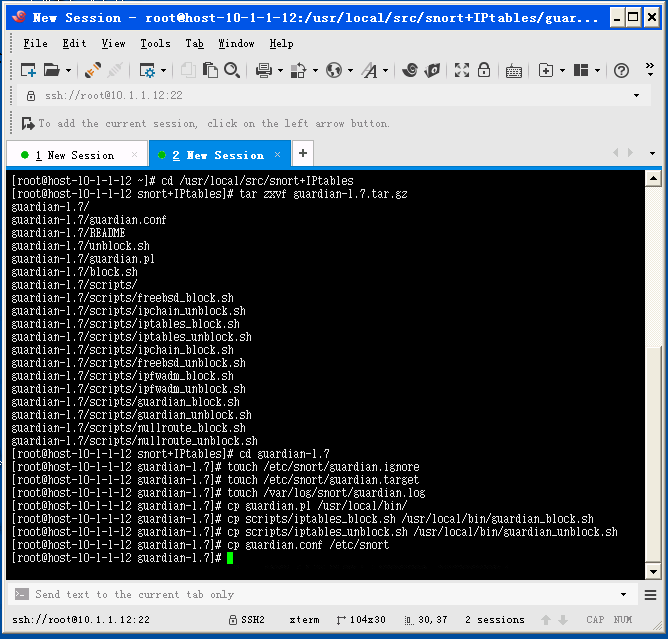 New Session - root@host-10-1-1-12:/usr/local/src/snort+IPtables/guar...
File Edit View Tools Tab Window Help
ssh://root@10.1.1.12:22
To add the current session, click on the left arrow button.
1 New Session × 2 New Session × +
[root@host-10-1-1-12 ~]# cd /usr/local/src/snort+IPtables
[root@host-10-1-1-12 snort+IPtables]# tar zxvf guardian-1.7.tar.gz
guardian-1.7/
guardian-1.7/guardian.conf
guardian-1.7/README
guardian-1.7/unblock.sh
guardian-1.7/guardian.pl
guardian-1.7/block.sh
guardian-1.7/scripts/
guardian-1.7/scripts/freebsd_block.sh
guardian-1.7/scripts/ipchain_unblock.sh
guardian-1.7/scripts/iptables_block.sh
guardian-1.7/scripts/iptables_unblock.sh
guardian-1.7/scripts/ipchain_block.sh
guardian-1.7/scripts/freebsd_unblock.sh
guardian-1.7/scripts/ipfwadm_block.sh
guardian-1.7/scripts/ipfwadm_unblock.sh
guardian-1.7/scripts/guardian_block.sh
guardian-1.7/scripts/guardian_unblock.sh
guardian-1.7/scripts/nullroute_block.sh
guardian-1.7/scripts/nullroute_unblock.sh
[root@host-10-1-1-12 snort+IPtables]# cd guardian-1.7
[root@host-10-1-1-12 guardian-1.7]# touch /etc/snort/guardian.ignore
[root@host-10-1-1-12 guardian-1.7]# touch /etc/snort/guardian.target
[root@host-10-1-1-12 guardian-1.7]# touch /var/log/snort/guardian.log
[root@host-10-1-1-12 guardian-1.7]# cp guardian.pl /usr/local/bin/
[root@host-10-1-1-12 guardian-1.7]# cp scripts/iptables_block.sh /usr/local/bin/guardian_block.sh
[root@host-10-1-1-12 guardian-1.7]# cp scripts/iptables_unblock.sh /usr/local/bin/guardian_unblock.sh
[root@host-10-1-1-12 guardian-1.7]# cp guardian.conf /etc/snort
[root@host-10-1-1-12 guardian-1.7]#
Send text to the current tab only
ssh://root@10.1.1.12:22 SSH2 xterm 104x30 30,37 2 sessions CAP NUM